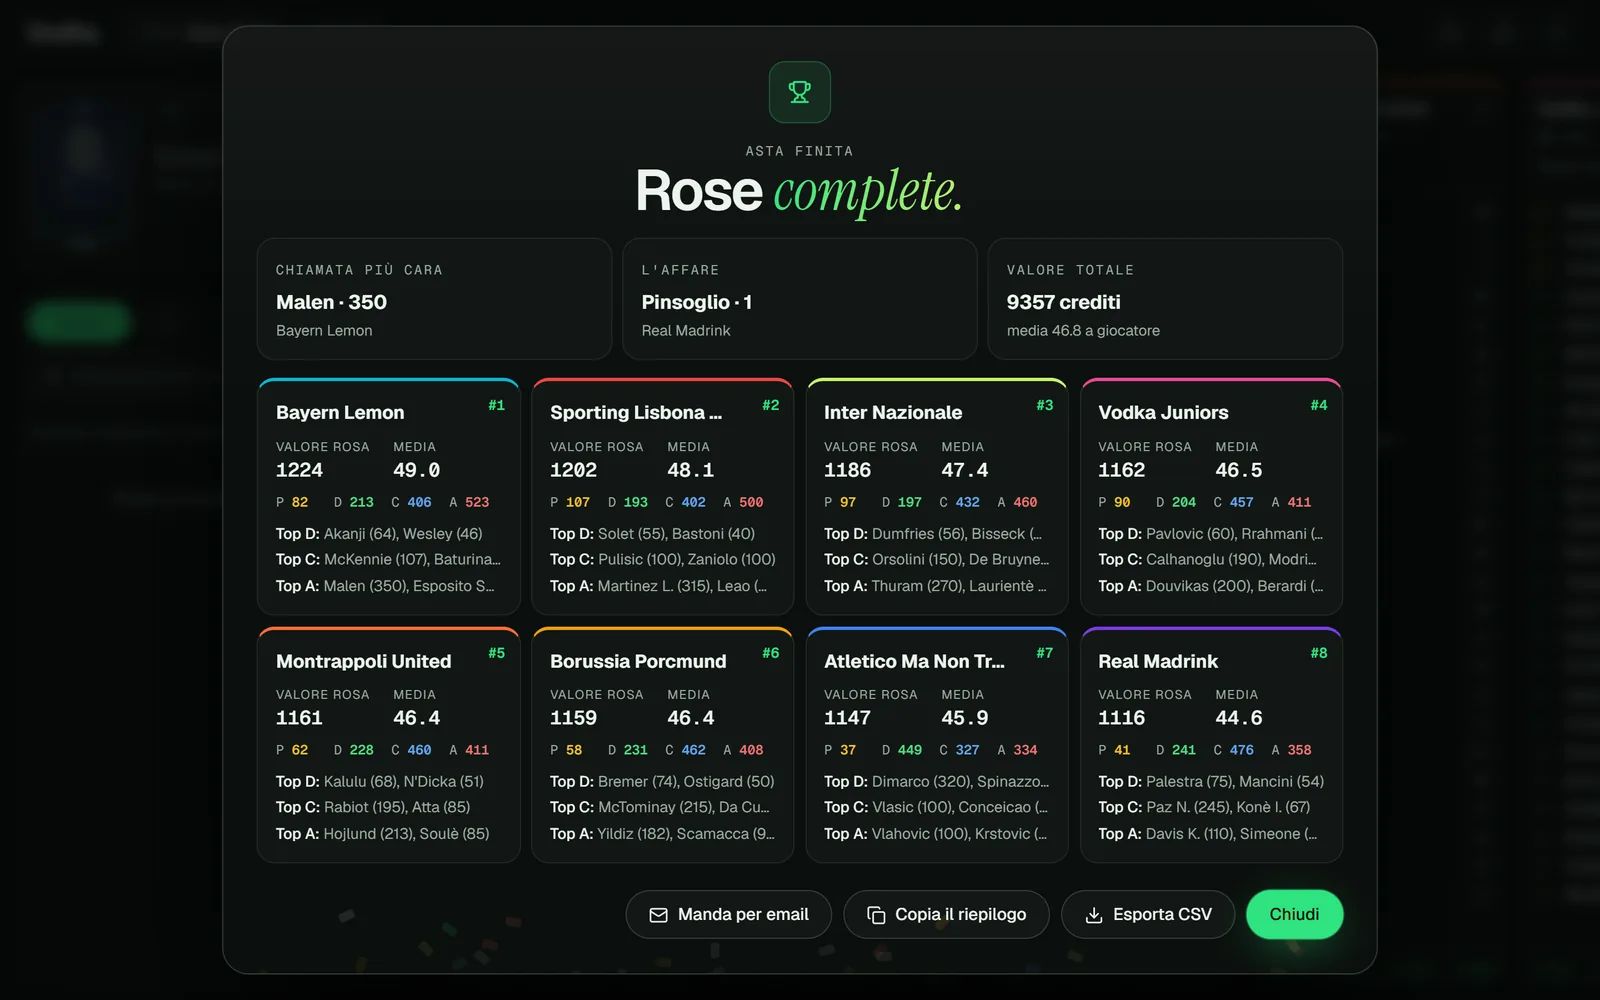 ASTA FINITA
Rose complete.
CHIAMATA PIÙ CARA
Malen · 350
Bayern Lemon
L'AFFARE
Pinsoglio · 1
Real Madrink
VALORE TOTALE
9357 crediti
media 46.8 a giocatore
Bayern Lemon #1
VALORE ROSA MEDIA
1224 49.0
P 82 D 213 C 406 A 523
Top D: Akanji (64), Wesley (46)
Top C: McKennie (107), Baturina...
Top A: Malen (350), Esposito S...
Sporting Lisbona ... #2
VALORE ROSA MEDIA
1202 48.1
P 107 D 193 C 402 A 500
Top D: Solet (55), Bastoni (40)
Top C: Pulisic (100), Zaniolo (100)
Top A: Martinez L. (315), Leao (...
Inter Nazionale #3
VALORE ROSA MEDIA
1186 47.4
P 97 D 197 C 432 A 460
Top D: Dumfries (56), Bisseck (...
Top C: Orsolini (150), De Bruyne...
Top A: Thuram (270), Laurientè ...
Vodka Juniors #4
VALORE ROSA MEDIA
1162 46.5
P 90 D 204 C 457 A 411
Top D: Pavlovic (60), Rrahmani (...
Top C: Calhanoglu (190), Modri...
Top A: Douvikas (200), Berardi (...
Montrappoli United #5
VALORE ROSA MEDIA
1161 46.4
P 62 D 228 C 460 A 411
Top D: Kalulu (68), N'Dicka (51)
Top C: Rabiot (195), Atta (85)
Top A: Hojlund (213), Soulè (85)
Borussia Porcmund #6
VALORE ROSA MEDIA
1159 46.4
P 58 D 231 C 462 A 408
Top D: Bremer (74), Ostigard (50)
Top C: McTominay (215), Da Cu...
Top A: Yildiz (182), Scamacca (9...
Atletico Ma Non Tr... #7
VALORE ROSA MEDIA
1147 45.9
P 37 D 449 C 327 A 334
Top D: Dimarco (320), Spinazzo...
Top C: Vlasic (100), Conceicao (...
Top A: Vlahovic (100), Krstovic (...
Real Madrink #8
VALORE ROSA MEDIA
1116 44.6
P 41 D 241 C 476 A 358
Top D: Palestra (75), Mancini (54)
Top C: Paz N. (245), Konè I. (67)
Top A: Davis K. (110), Simeone (...
Manda per email
Copia il riepilogo
Esporta CSV
Chiudi